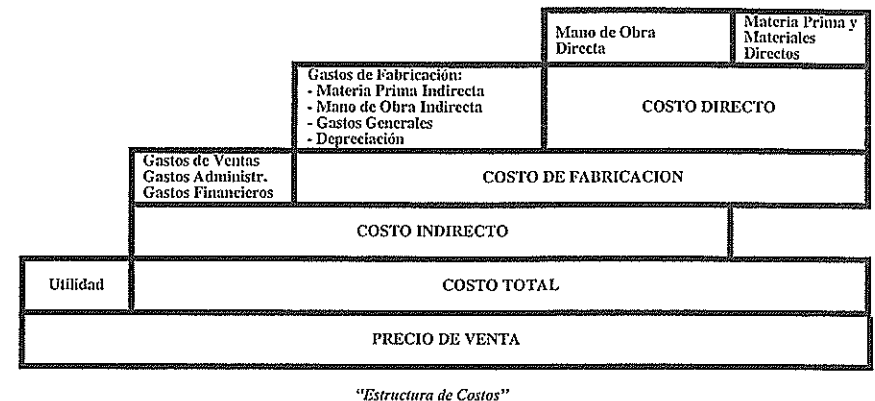 Mano de Obra
Directa
Materia Prima y
Materiales
Directos
Gastos de Fabricación:
- Materia Prima Indirecta
- Mano de Obra Indirecta
- Gastos Generales
- Depreciación
COSTO DIRECTO
Gastos de Ventas
Gastos Administr.
Gastos Financieros
COSTO DE FABRICACION
COSTO INDIRECTO
Utilidad
COSTO TOTAL
PRECIO DE VENTA
"Estructura de Costos"